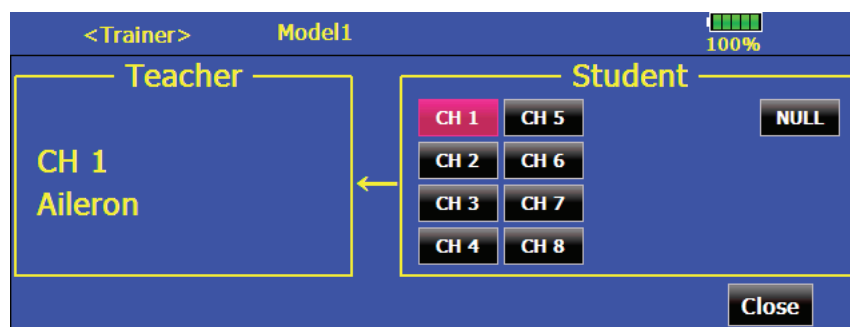 <Trainer> Model1 100%
Teacher
Student
CH 1
Aileron
←
CH 1 CH 5 NULL
CH 2 CH 6
CH 3 CH 7
CH 4 CH 8
Close